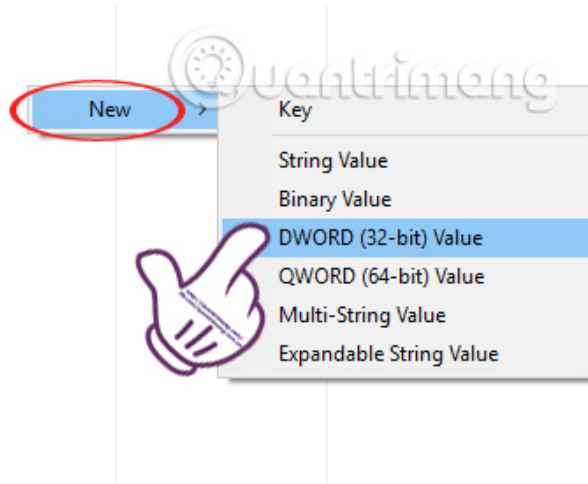 Quantrimang
New
Key
String Value
Binary Value
DWORD (32-bit) Value
QWORD (64-bit) Value
Multi-String Value
Expandable String Value